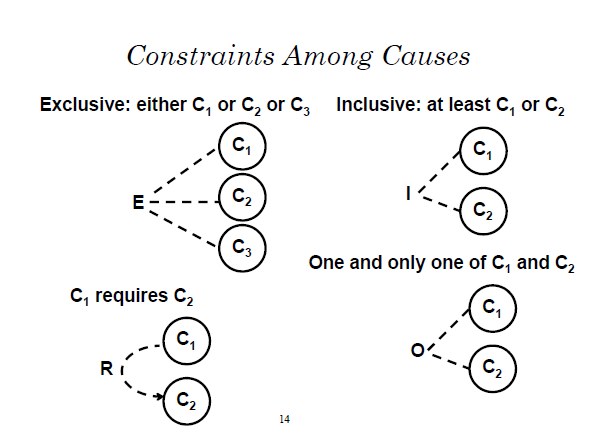 Constraints Among Causes
Exclusive: either C₁ or C₂ or C₃
C₁
E
C₂
C₃
Inclusive: at least C₁ or C₂
C₁
I
C₂
C₁ requires C₂
C₁
R
C₂
One and only one of C₁ and C₂
C₁
O
C₂
14